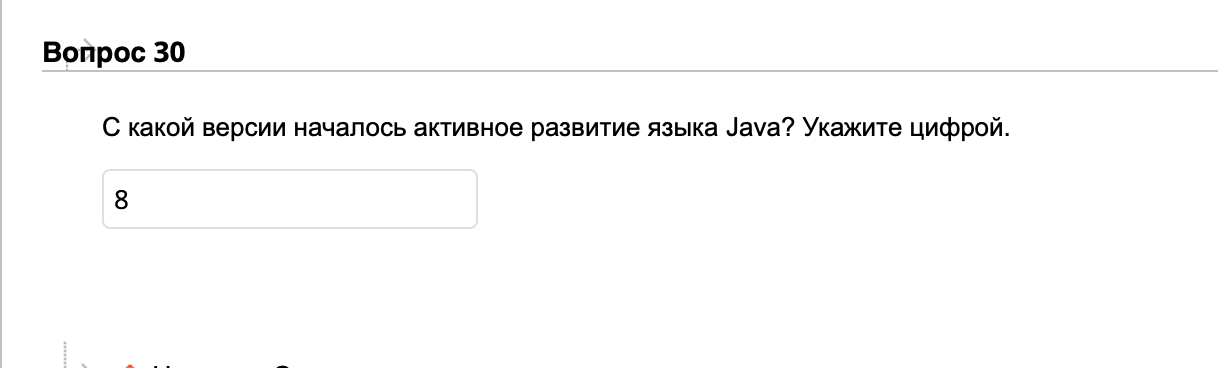 Вопрос 30
С какой версии началось активное развитие языка Java? Укажите цифрой.
8